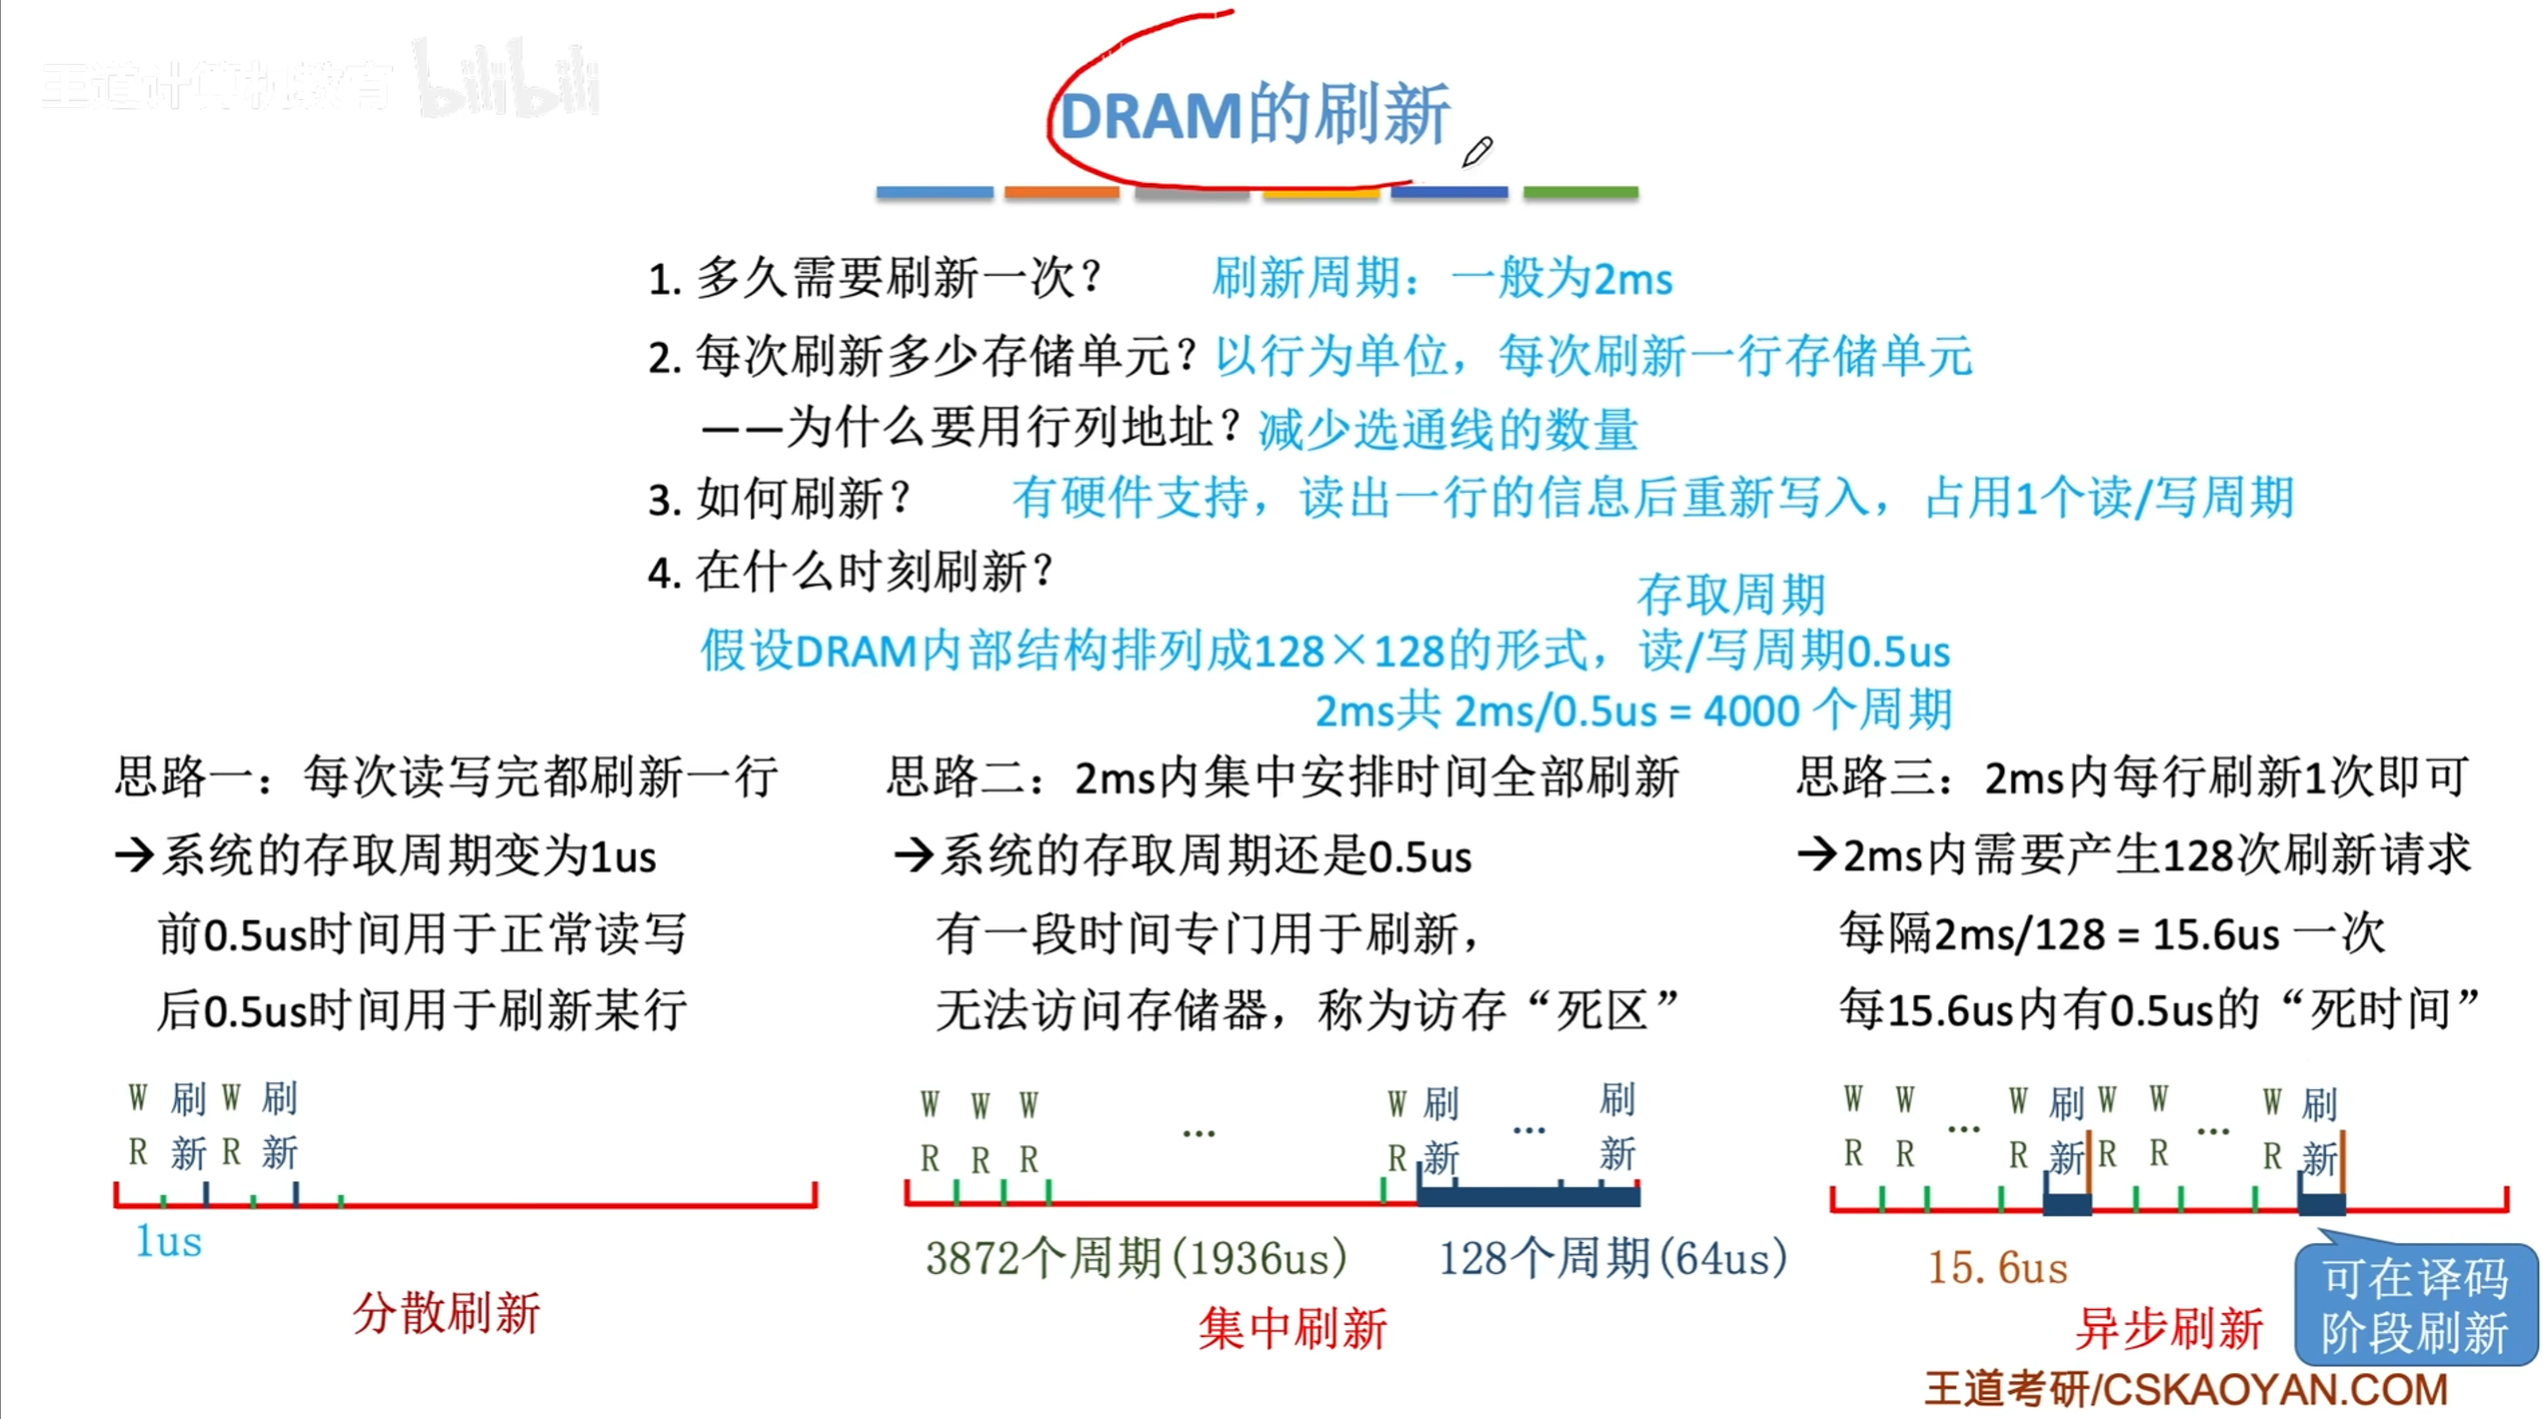 王道计算机教育 bilibili
DRAM的刷新
1. 多久需要刷新一次？ 刷新周期：一般为2ms
2. 每次刷新多少存储单元？以行为单位，每次刷新一行存储单元
——为什么要用行列地址？减少选通线的数量
3. 如何刷新？ 有硬件支持，读出一行的信息后重新写入，占用1个读/写周期
4. 在什么时刻刷新？
存取周期
假设DRAM内部结构排列成128×128的形式，读/写周期0.5us
2ms共 2ms/0.5us = 4000 个周期
思路一：每次读写完都刷新一行
→系统的存取周期变为1us
前0.5us时间用于正常读写
后0.5us时间用于刷新某行
W 刷 W 刷
R 新 R 新
1us
分散刷新
思路二：2ms内集中安排时间全部刷新
→系统的存取周期还是0.5us
有一段时间专门用于刷新，
无法访问存储器，称为访存“死区”
W W W ... W 刷 ... 刷
R R R R 新 新
3872个周期(1936us) 128个周期(64us)
集中刷新
思路三：2ms内每行刷新1次即可
→2ms内需要产生128次刷新请求
每隔2ms/128 = 15.6us 一次
每15.6us内有0.5us的“死时间”
W W ... W 刷 W W ... W 刷
R R R 新 R R R 新
15.6us
异步刷新
可在译码
阶段刷新
王道考研/CSKAOYAN.COM